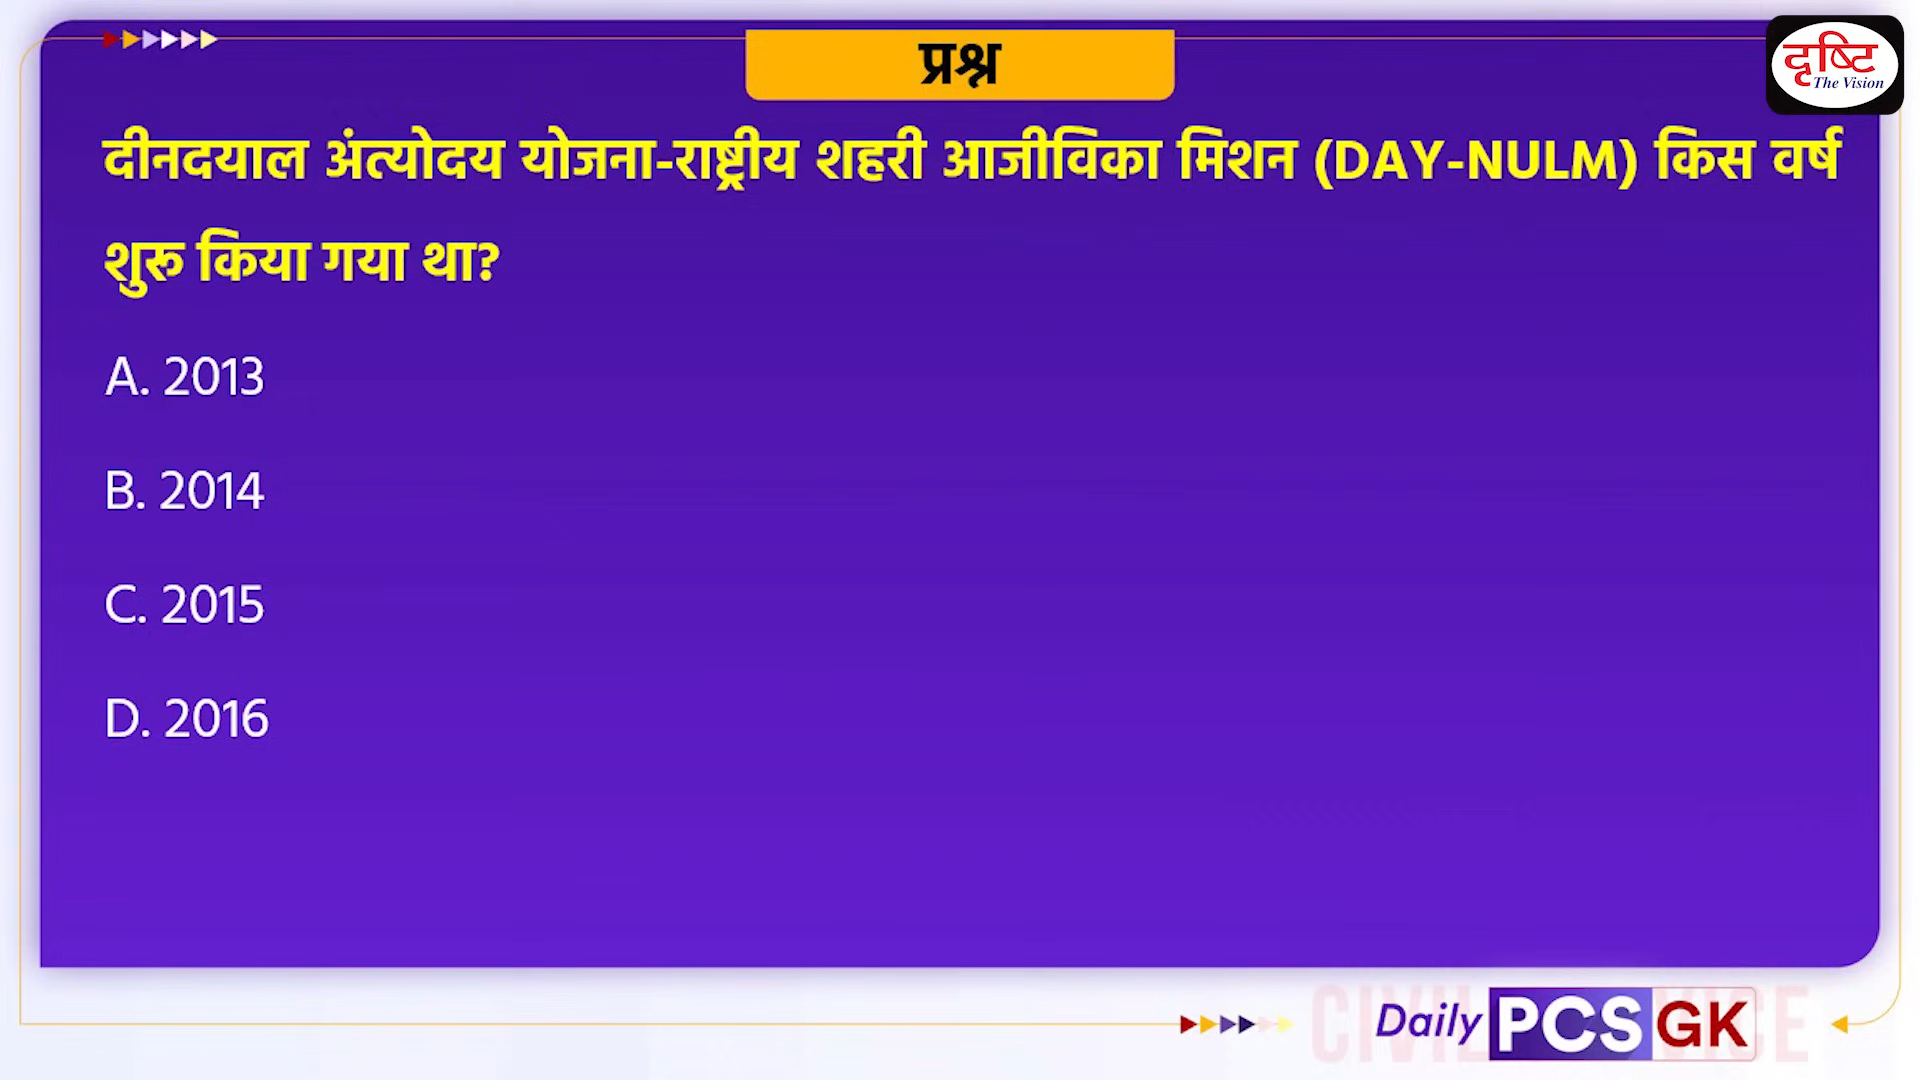 प्रश्न
दृष्टि
The Vision
दीनदयाल अंत्योदय योजना-राष्ट्रीय शहरी आजीविका मिशन (DAY-NULM) किस वर्ष
शुरू किया गया था?
A. 2013
B. 2014
C. 2015
D. 2016
Daily PCS GK